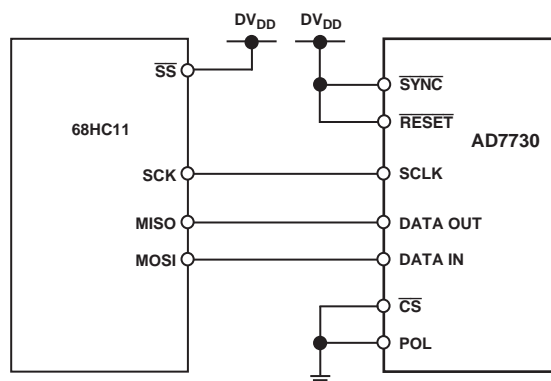 DVDD
DVDD
SS
SYNC
68HC11
RESET
AD7730
SCK
SCLK
MISO
DATA OUT
MOSI
DATA IN
CS
POL